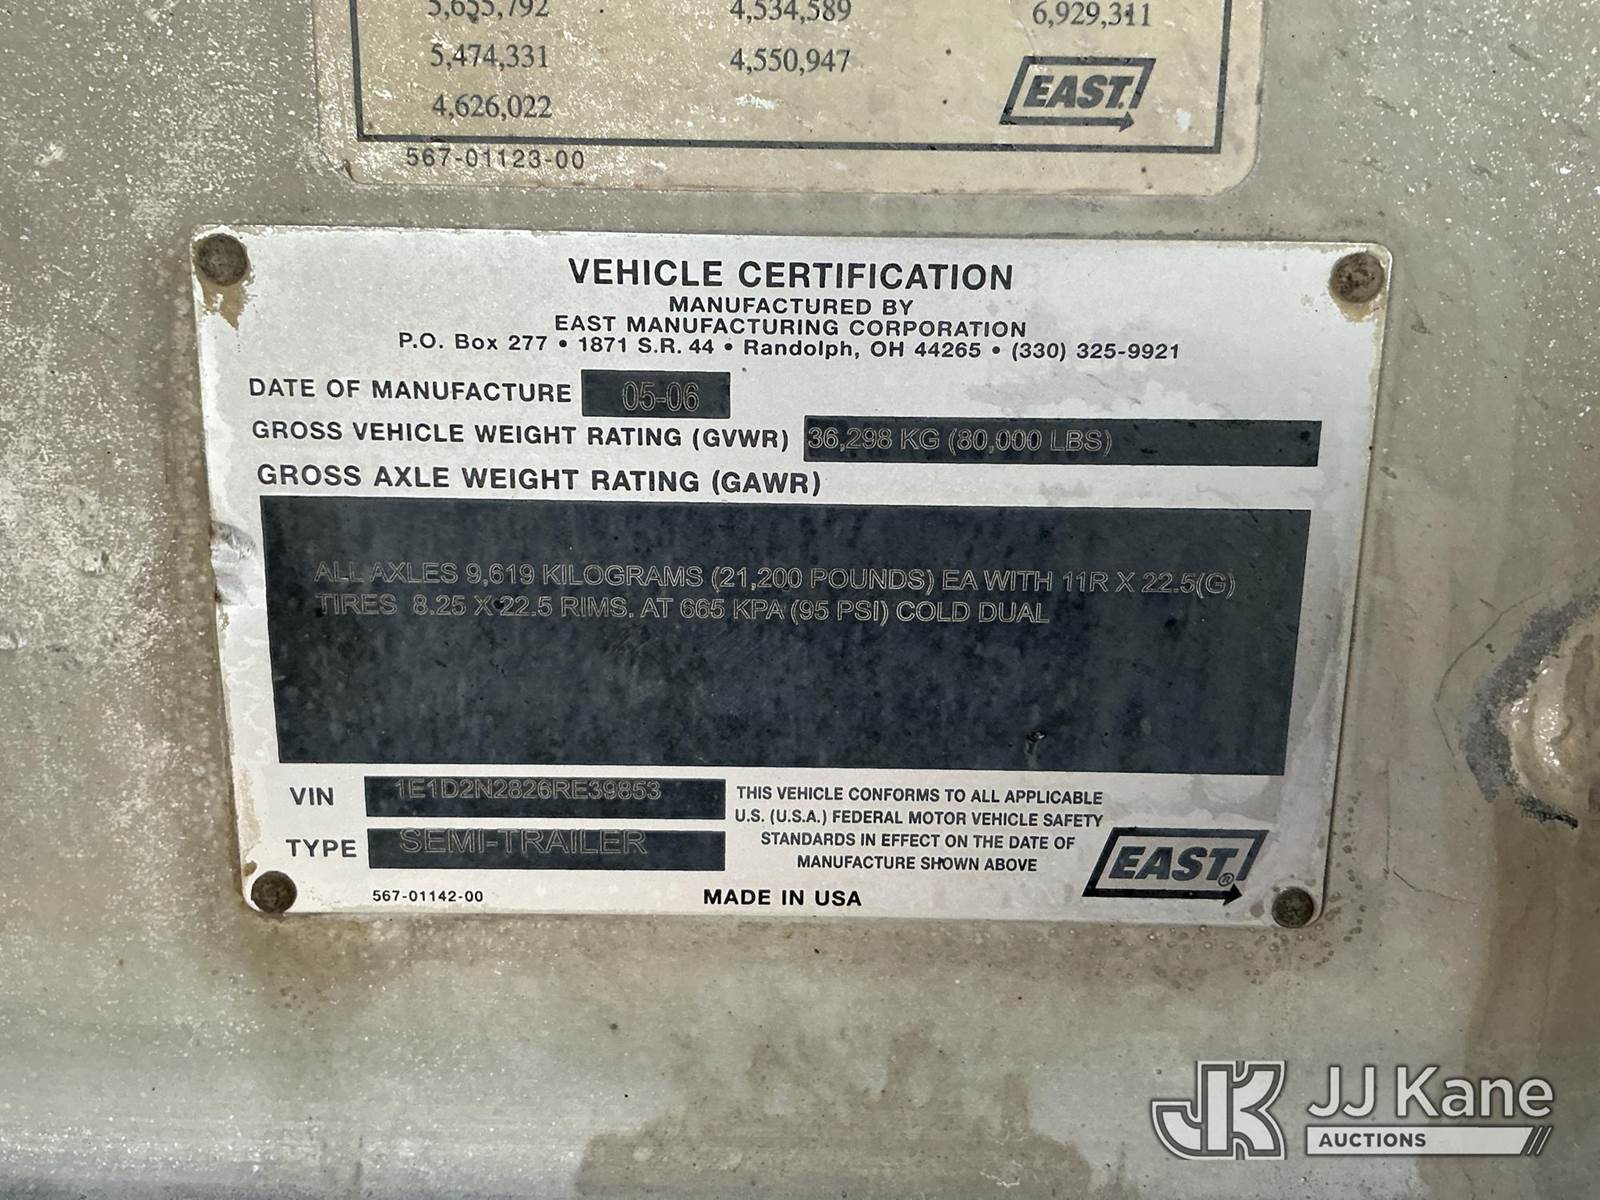 5,655,792 4,534,589 6,929,311
5,474,331 4,550,947
4,626,022
EAST.
567-01123-00
VEHICLE CERTIFICATION
MANUFACTURED BY
EAST MANUFACTURING CORPORATION
P.O. Box 277 • 1871 S.R. 44 • Randolph, OH 44265 • (330) 325-9921
DATE OF MANUFACTURE 05-06
GROSS VEHICLE WEIGHT RATING (GVWR) 36,298 KG (80,000 LBS)
GROSS AXLE WEIGHT RATING (GAWR)
ALL AXLES 9,619 KILOGRAMS (21,200 POUNDS) EA WITH 11R X 22.5(G)
TIRES 8.25 X 22.5 RIMS. AT 665 KPA (95 PSI) COLD DUAL
VIN 1E1D2N2826RE39853
TYPE SEMI-TRAILER
THIS VEHICLE CONFORMS TO ALL APPLICABLE
U.S. (U.S.A.) FEDERAL MOTOR VEHICLE SAFETY
STANDARDS IN EFFECT ON THE DATE OF
MANUFACTURE SHOWN ABOVE
EAST.®
567-01142-00
MADE IN USA
JK JJ Kane
AUCTIONS